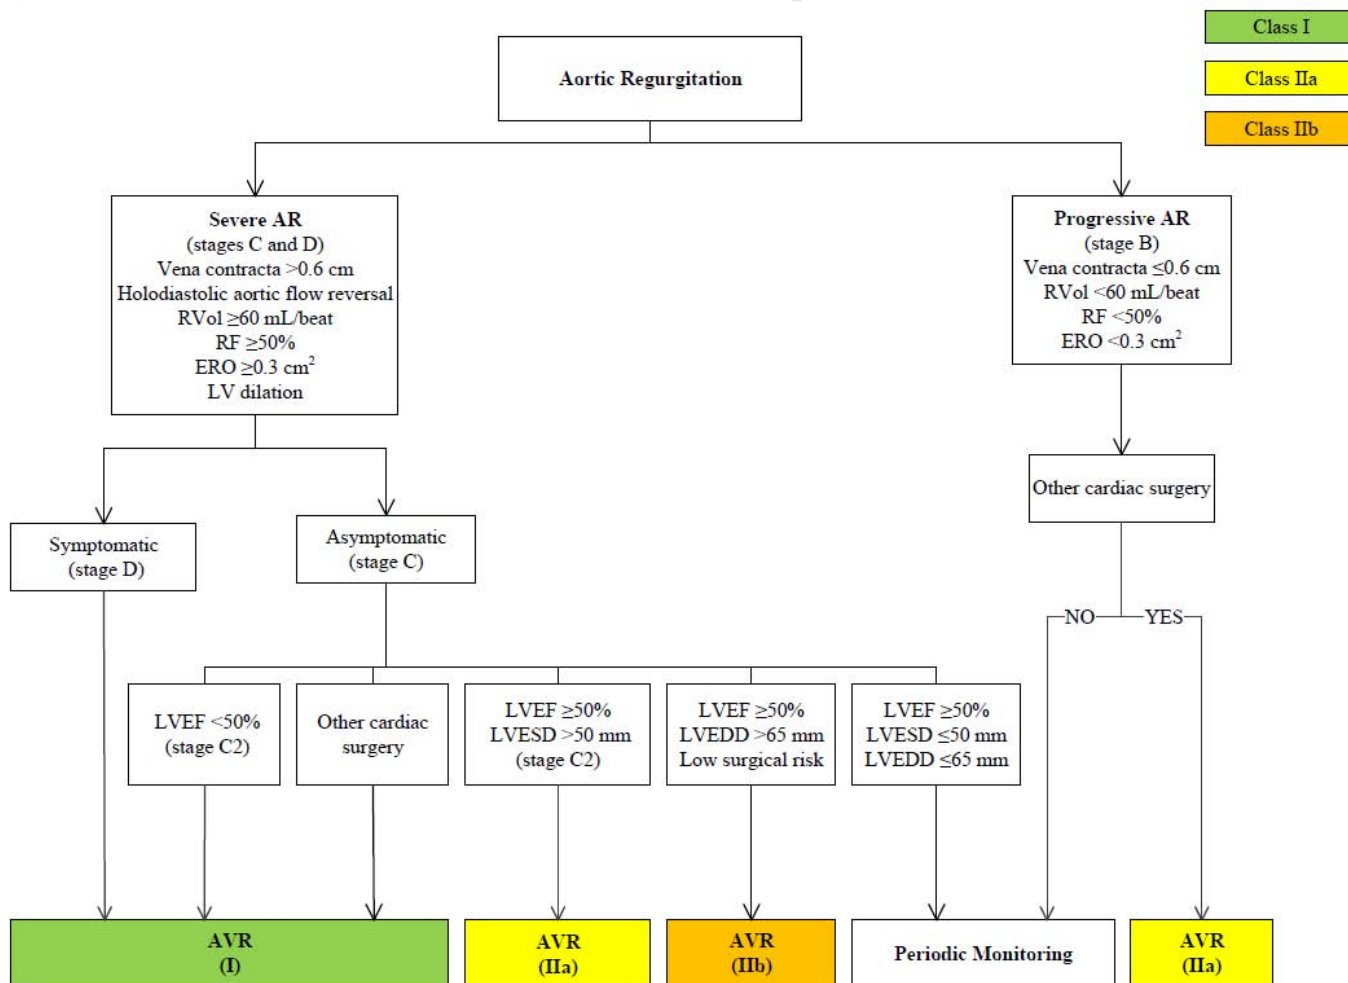 Class I
Class IIa
Class IIb
Aortic Regurgitation
Severe AR
(stages C and D)
Vena contracta >0.6 cm
Holodiastolic aortic flow reversal
RVol ≥60 mL/beat
RF ≥50%
ERO ≥0.3 cm²
LV dilation
Progressive AR
(stage B)
Vena contracta ≤0.6 cm
RVol <60 mL/beat
RF <50%
ERO <0.3 cm²
Other cardiac surgery
Symptomatic
(stage D)
Asymptomatic
(stage C)
NO
YES
LVEF <50%
(stage C2)
Other cardiac
surgery
LVEF ≥50%
LVESD >50 mm
(stage C2)
LVEF ≥50%
LVEDD >65 mm
Low surgical risk
LVEF ≥50%
LVESD ≤50 mm
LVEDD ≤65 mm
AVR
(I)
AVR
(IIa)
AVR
(IIb)
Periodic Monitoring
AVR
(IIa)